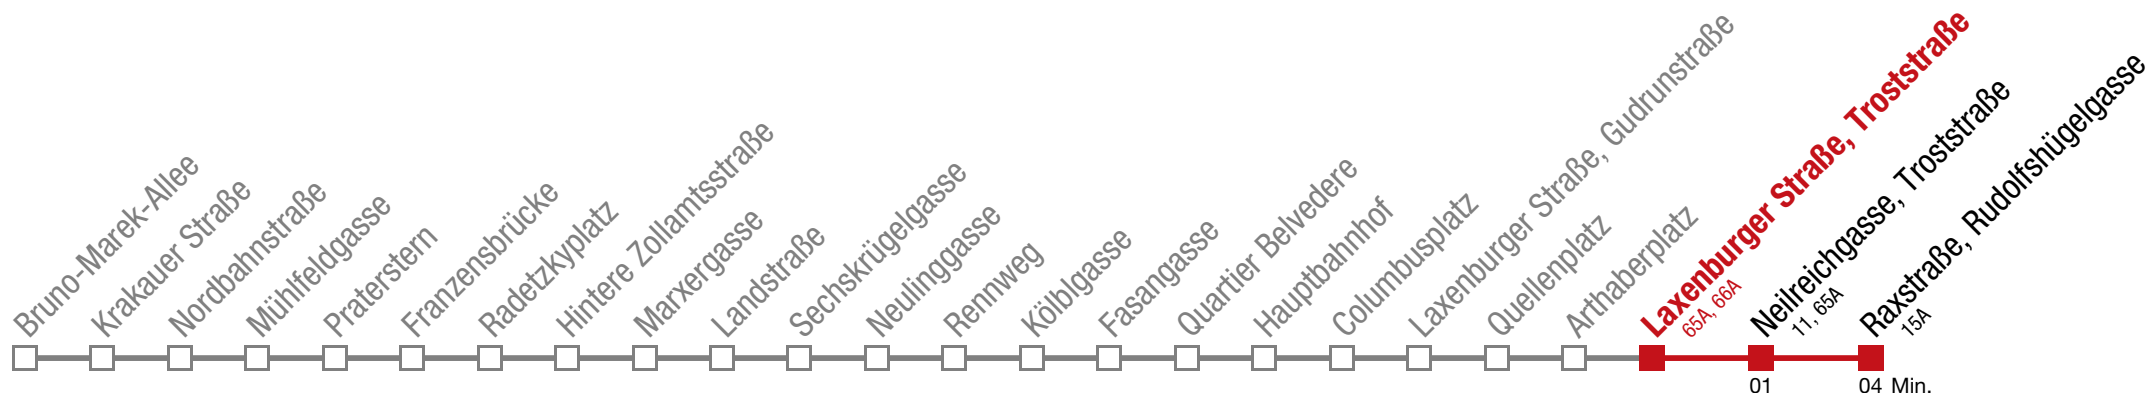 Bruno-Marek-Allee
Krakauer Straße
Nordbahnstraße
Mühlfeldgasse
Praterstern
Franzensbrücke
Radetzkyplatz
Hintere Zollamtsstraße
Marxergasse
Landstraße
Sechskrügelgasse
Neulinggasse
Rennweg
Kölblgasse
Fasangasse
Quartier Belvedere
Hauptbahnhof
Columbusplatz
Laxenburger Straße, Gudrunstraße
Quellenplatz
Arthaberplatz
Laxenburger Straße, Troststraße
65A, 66A
Neilreichgasse, Troststraße
11, 65A
Raxstraße, Rudolfshügelgasse
15A
01 04 Min.